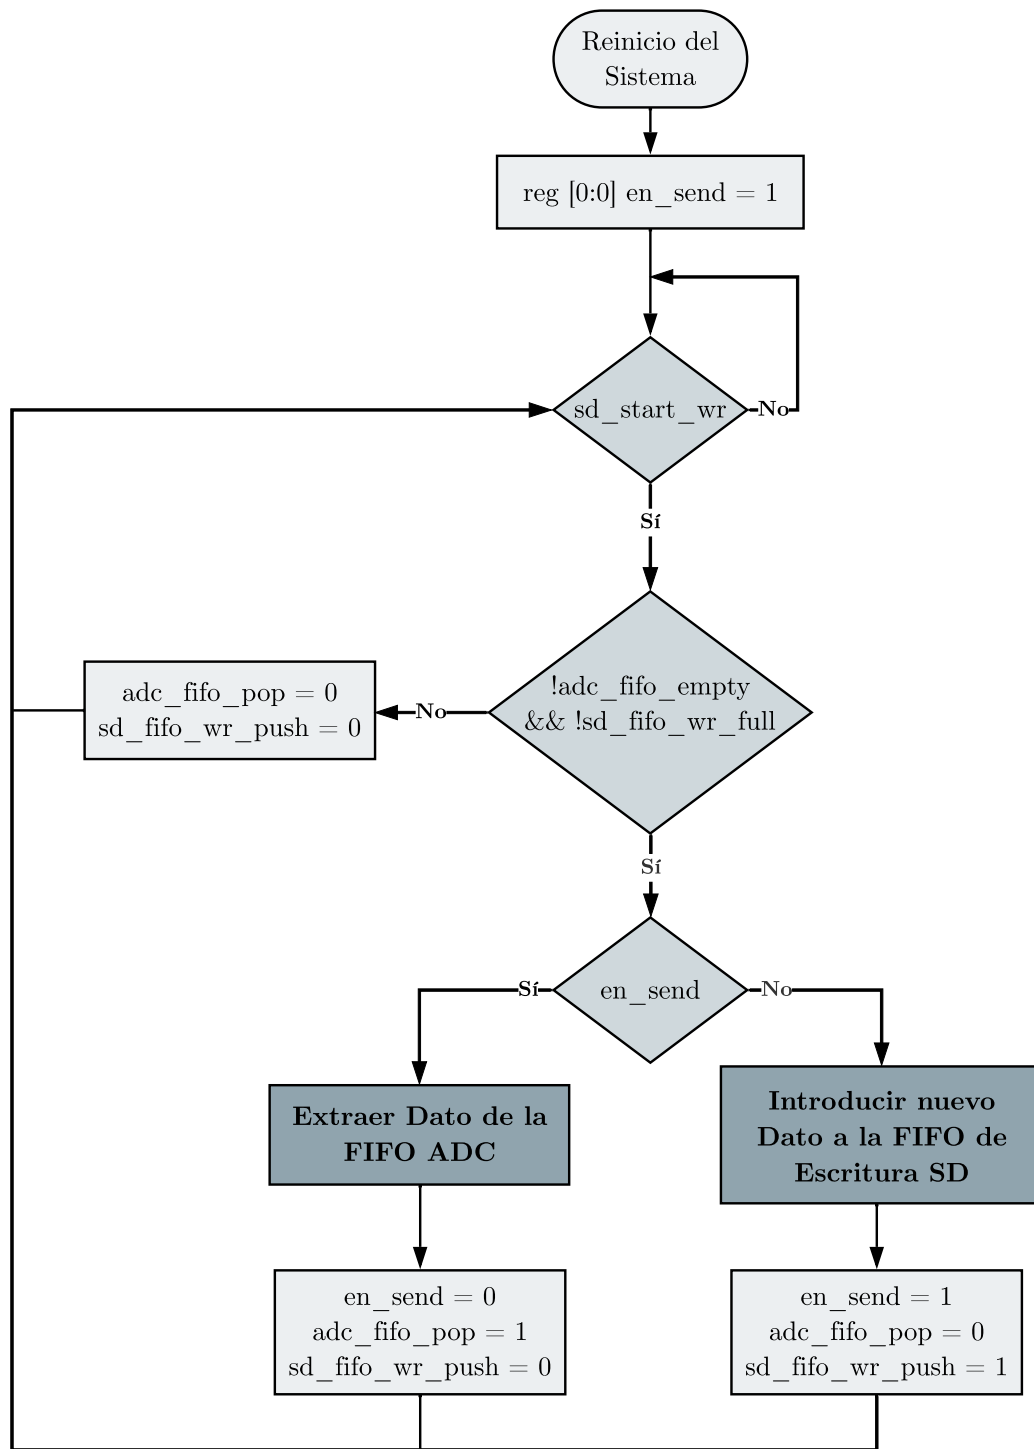 Reinicio del
Sistema
reg [0:0] en_send = 1
sd_start_wr
No
Sí
!adc_fifo_empty
&& !sd_fifo_wr_full
No
adc_fifo_pop = 0
sd_fifo_wr_push = 0
Sí
en_send
Sí
No
Extraer Dato de la
FIFO ADC
Introducir nuevo
Dato a la FIFO de
Escritura SD
en_send = 0
adc_fifo_pop = 1
sd_fifo_wr_push = 0
en_send = 1
adc_fifo_pop = 0
sd_fifo_wr_push = 1